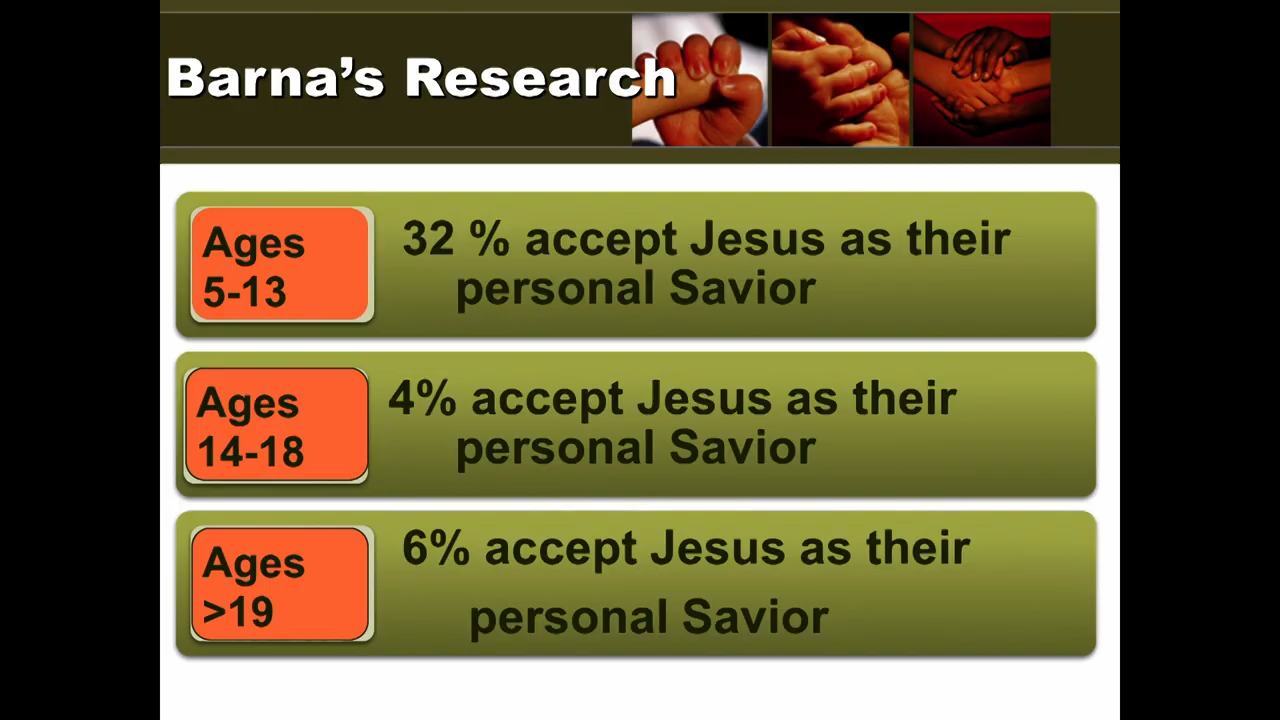 Barna's Research
Ages
5-13
32 % accept Jesus as their
personal Savior
Ages
14-18
4% accept Jesus as their
personal Savior
Ages
>19
6% accept Jesus as their
personal Savior